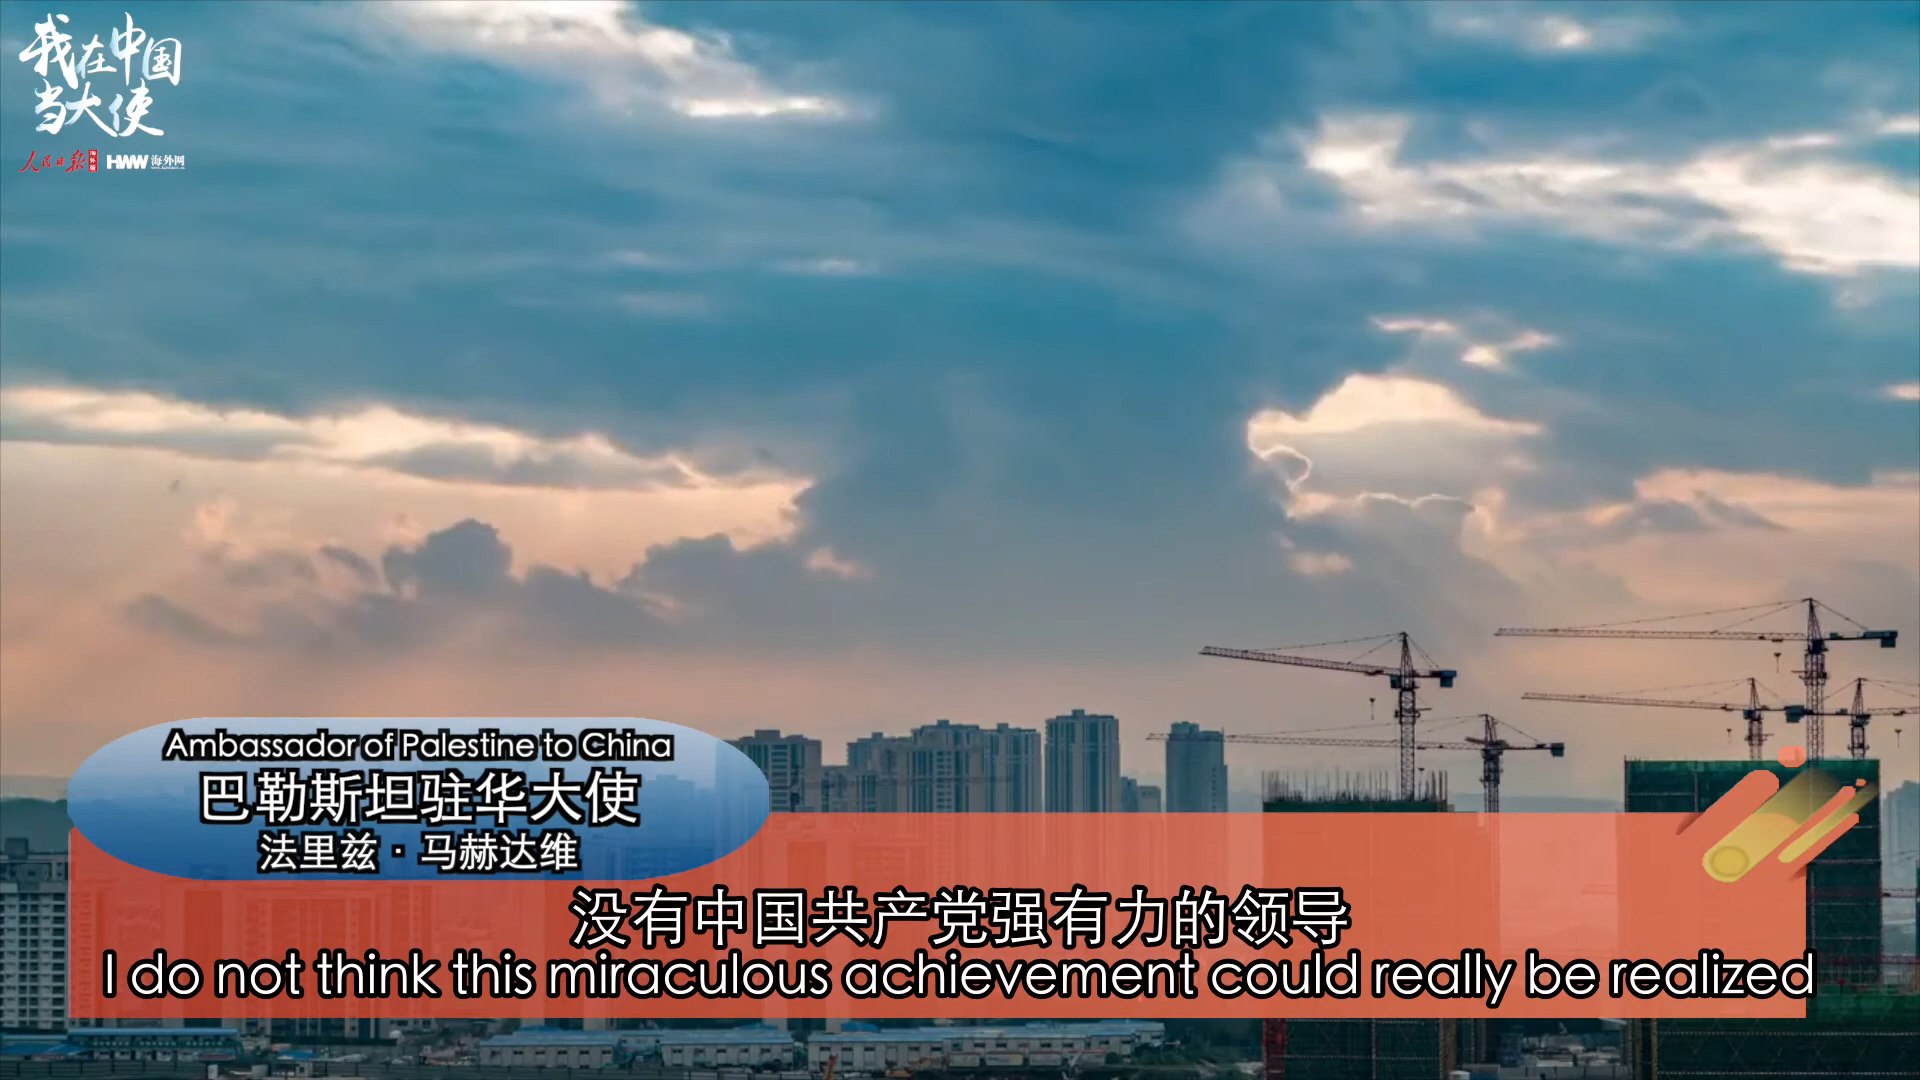 我在中国
当大使
人民日报 海外版 HWW 海外网
Ambassador of Palestine to China
巴勒斯坦驻华大使
法里兹·马赫达维
没有中国共产党强有力的领导
I do not think this miraculous achievement could really be realized